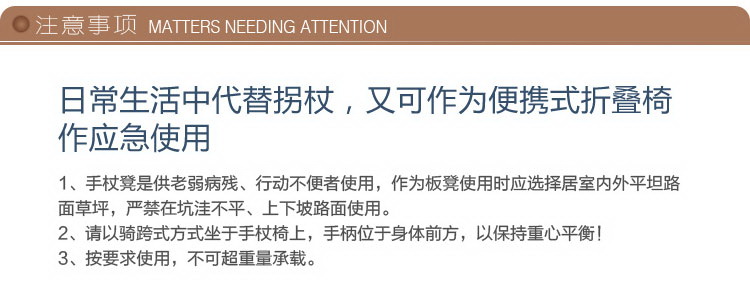 注意事项 MATTERS NEEDING ATTENTION
日常生活中代替拐杖，又可作为便携式折叠椅
作应急使用
1、手杖凳是供老弱病残、行动不便者使用，作为板凳使用时应选择居室内外平坦路
面草坪，严禁在坑洼不平、上下坡路面使用。
2、请以骑跨式方式坐于手杖椅上，手柄位于身体前方，以保持重心平衡！
3、按要求使用，不可超重量承载。